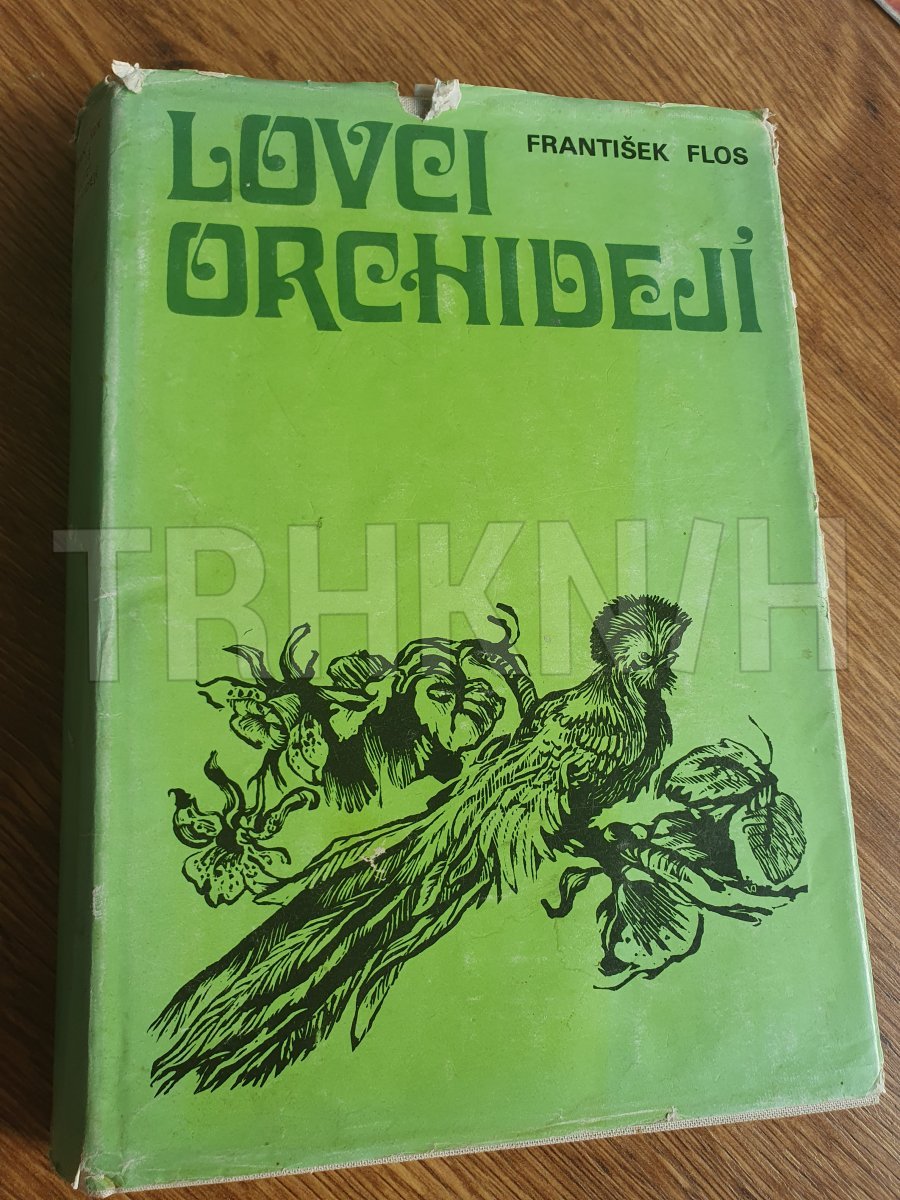 LOVCI
FRANTIŠEK FLOS
ORCHIDEJÍ
TRHKNIH